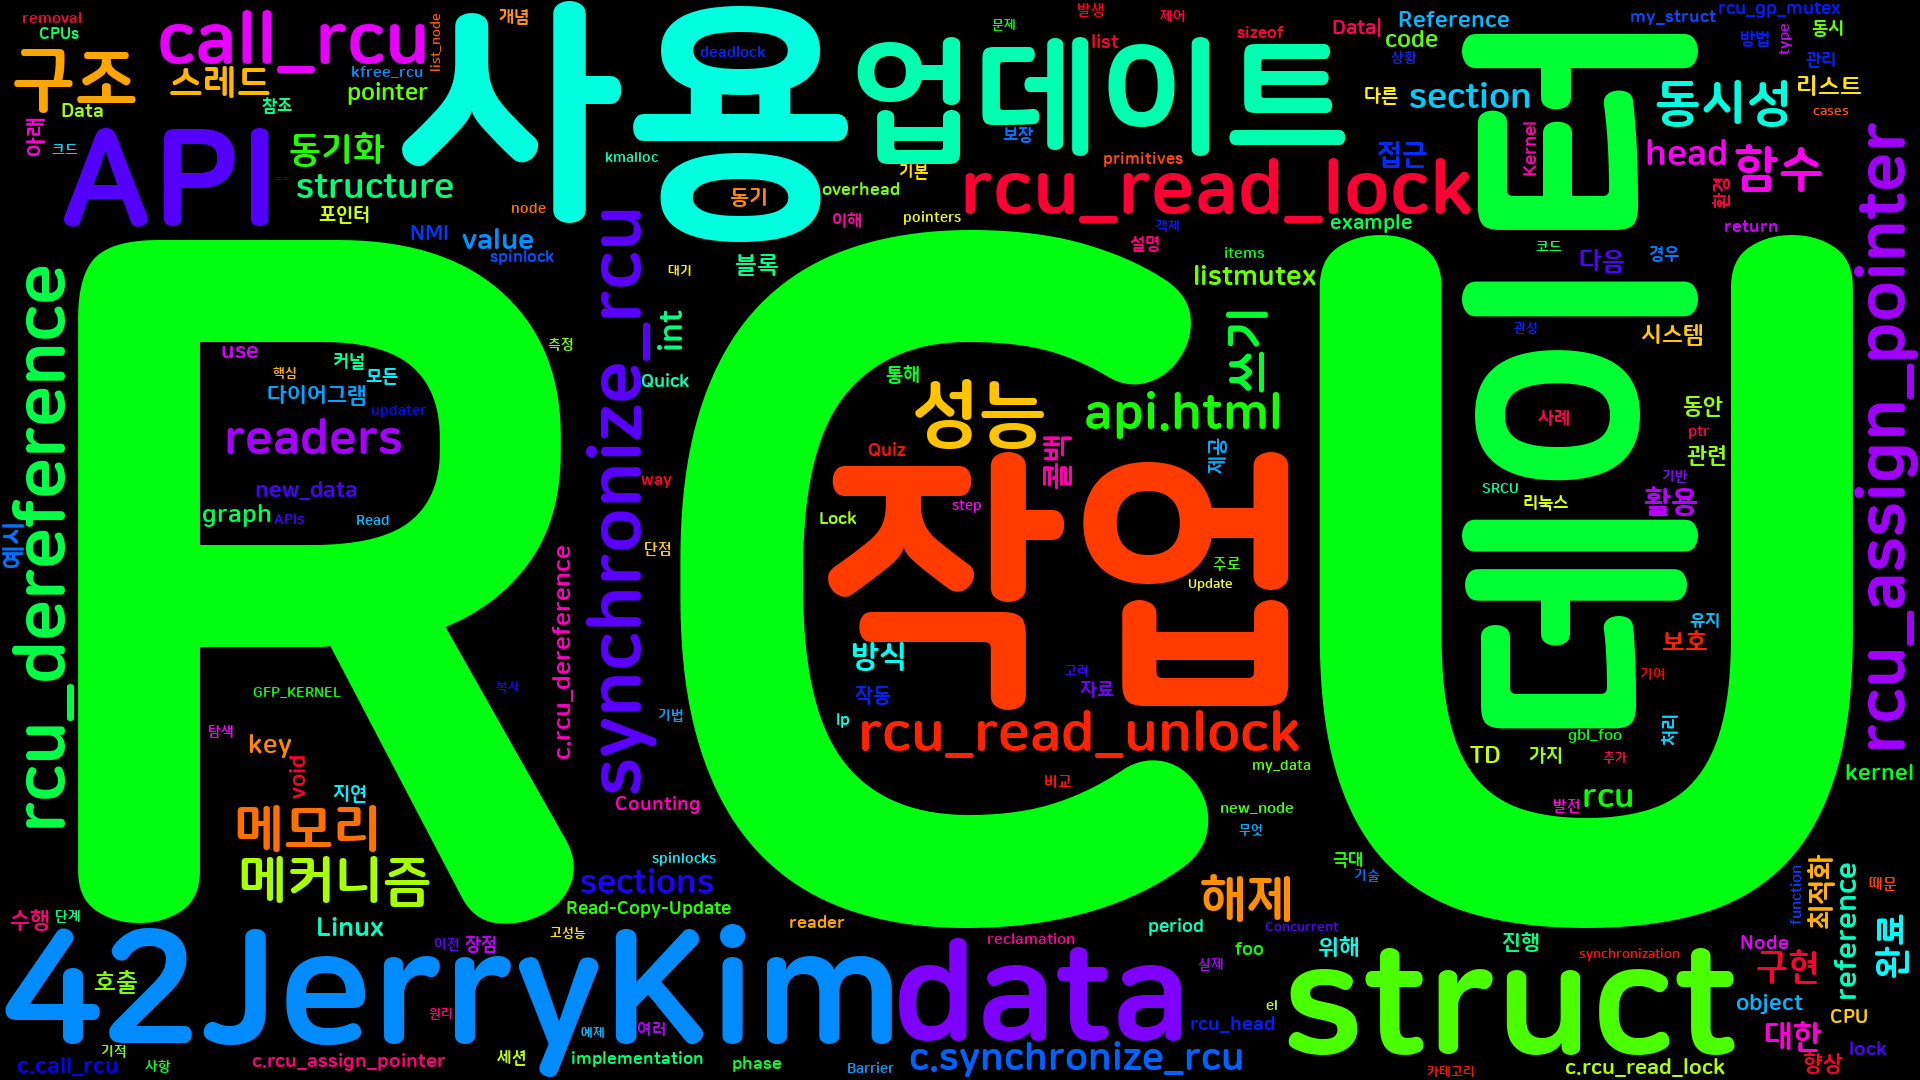 removal
CPUs
call_rcu
list_node
개념
사용
deadlock
업데이트
문제
발생
제어
list
sizeof
Data|
Reference
code
상황
my_struct
rcu_gp_mutex
방법
type
동시
관리
구조
스레드
kfree_rcu
pointer
Data
참조
다른
section
데이터
동시성
리스트
cases
아래
크드
API
동기화
structure
포인터
kmalloc
보장
기본
primitives
접근
Kernel
head
함수
환경
node
동기
overhead
이해
pointers
rcu_read_lock
객체
설명
example
return
NMI
value
spinlock
블록
대기
items
listmutex
코드
다음
경우
rcu_assign_pointer
rcu_dereference
RCU
synchronize_rcu
int
쓰기
관성
시스템
use
커널
핵심
모든
다이어그램
updater
측정
Quick
통해
성능
api.html
동안
사례
ptr
관련
readers
Quiz
콜백
제공
기반
way
new_data
graph
APIs
Read
step
Lock
SRCU
리눅스
활용
예시
단점
작업
주로
Update
c.rcu_dereference
유지
보호
방식
고려
자료
작동
기여
GFP_KERNEL
복사
기법
lp
rcu_read_unlock
처리
gbl_foo
탐색
key
void
지연
TD
가지
추가
my_data
비교
kernel
Counting
new_node
발전
rcu
메모리
무엇
메커니즘
spinlocks
극대
기술
sections
Read-Copy-Update
해제
function
최적화
reference
때문
수행
단계
Linux
이전
장점
고성능
reader
reclamation
period
Concurrent
foo
위해
진행
synchronization
Node
구현
완료
42JerryKim
data
struct
호출
실제
el
object
CPU
원리
예제
여러
rcu_head
대한
lock
기적
c.call_rcu
사항
c.rcu_assign_pointer
세션
implementation
phase
Barrier
c.synchronize_rcu
카테고리
c.rcu_read_lock
향상